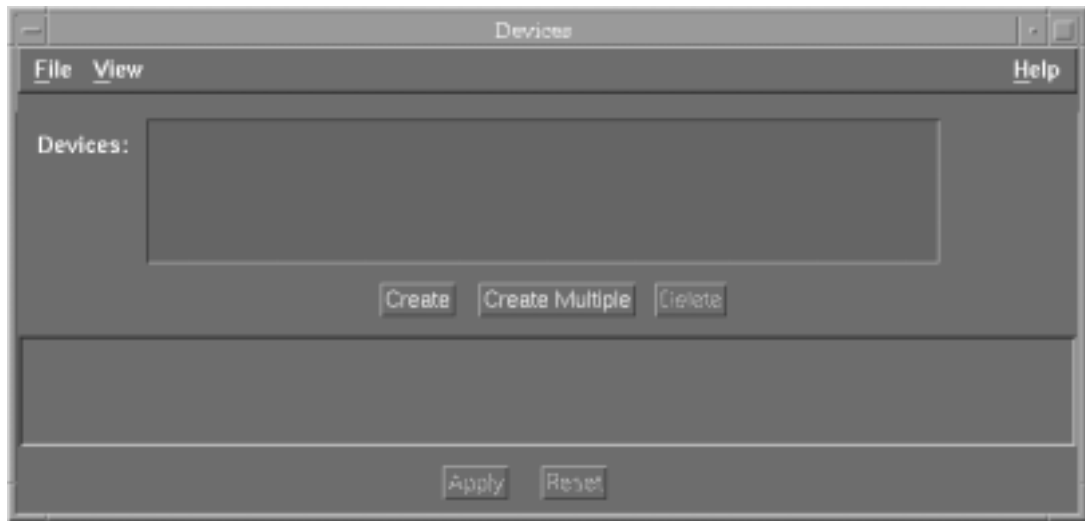 Devices
File View Help
Devices:
Create Create Multiple Delete
Apply Reset